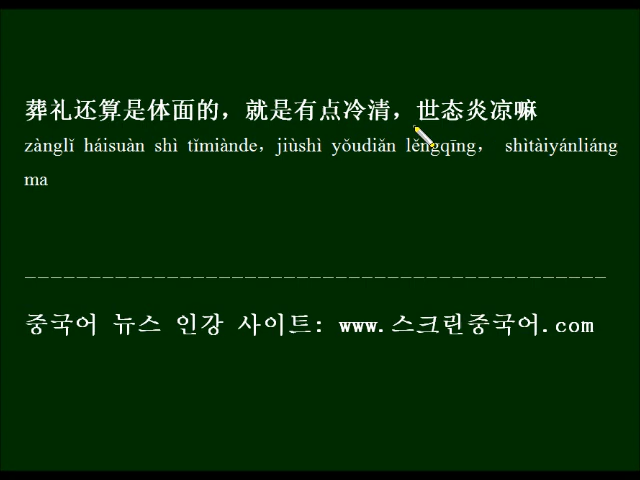 葬礼还算是体面的，就是有点冷清，世态炎凉嘛
zànglǐ háisuàn shì tǐmiànde，jiùshì yǒudiǎn lěngqīng， shìtàiyánliáng
ma
중국어 뉴스 인강 사이트: www.스크린중국어.com